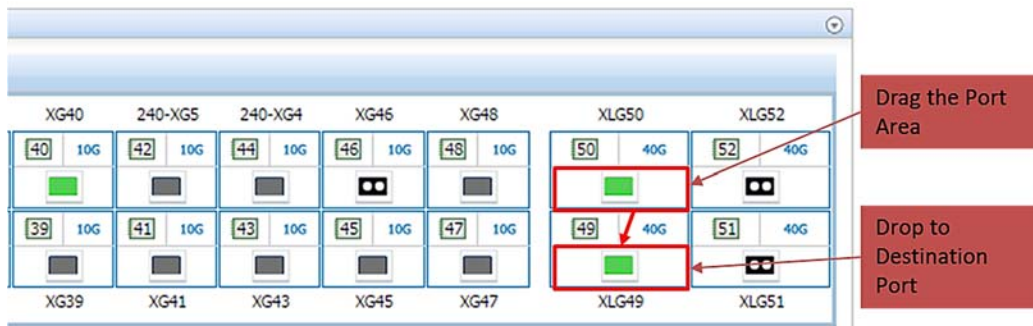 XG40 240-XG5 240-XG4 XG46 XG48 XLG50 XLG52
40 10G 42 10G 44 10G 46 10G 48 10G 50 40G 52 40G
39 10G 41 10G 43 10G 45 10G 47 10G 49 40G 51 40G
XG39 XG41 XG43 XG45 XG47 XLG49 XLG51
Drag the Port
Area
Drop to
Destination
Port